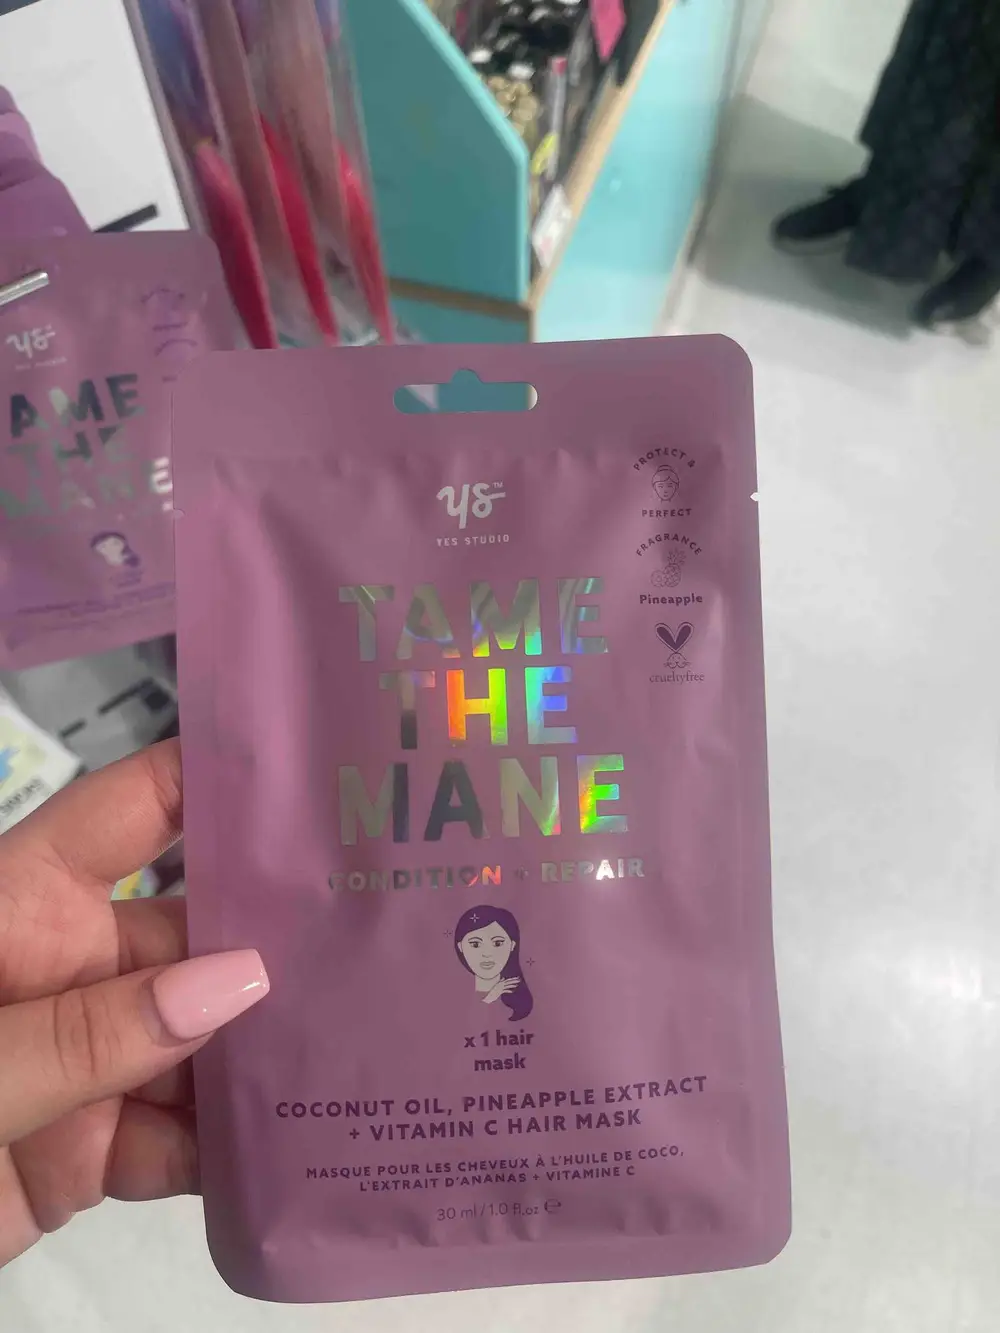 ys™
YES STUDIO
TAME
THE
MANE
CONDITION + REPAIR
x 1 hair
mask
COCONUT OIL, PINEAPPLE EXTRACT
+ VITAMIN C HAIR MASK
MASQUE POUR LES CHEVEUX À L'HUILE DE COCO,
L'EXTRAIT D'ANANAS + VITAMINE C
30 ml / 1.0 fl.oz ℮
PROTECT &
PERFECT
FRAGRANCE
Pineapple
crueltyfree
ys
AME
THE
MANE